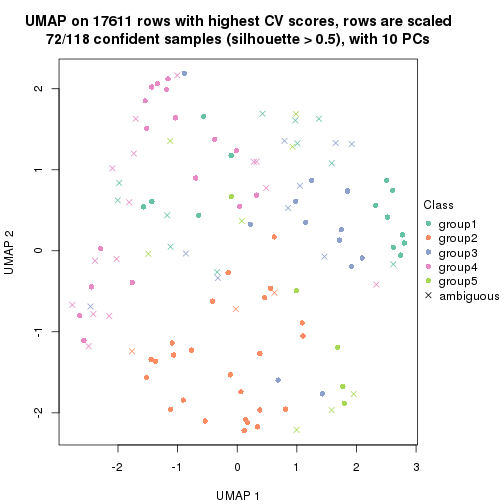 UMAP on 17611 rows with highest CV scores, rows are scaled
72/118 confident samples (silhouette > 0.5), with 10 PCs
2
1
0
-1
-2
UMAP 2
-2
-1
0
1
2
3
UMAP 1
Class
group1
group2
group3
group4
group5
ambiguous